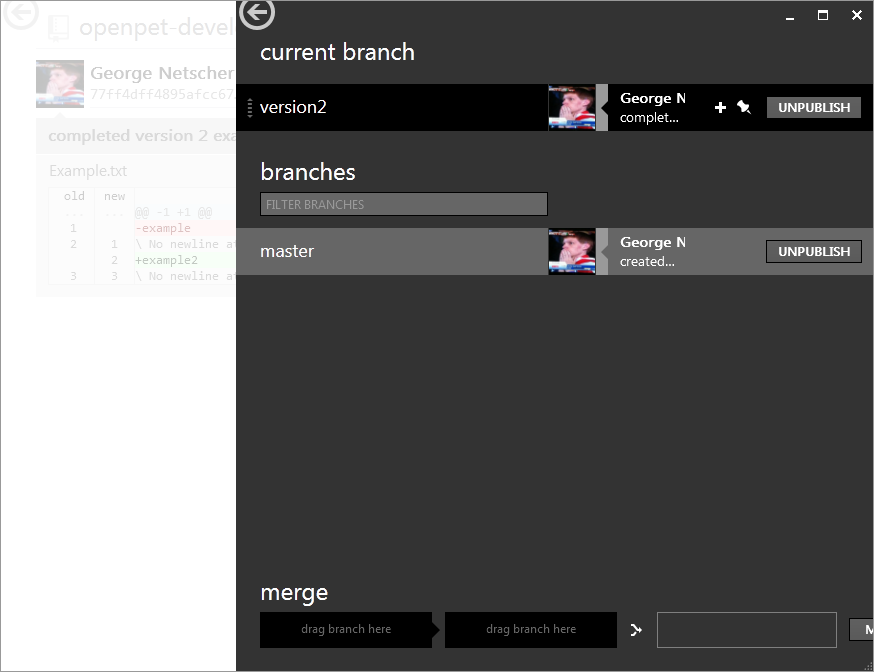 openpet-devel
George Netscher
77ff4dff4895afcc67
completed version 2 exa
Example.txt
old new
... ... @@ -1 +1 @@
1 -example
2 1 \ No newline at
2 +example2
3 3 \ No newline at
current branch
version2
George N
complet...
UNPUBLISH
branches
FILTER BRANCHES
master
George N
created...
UNPUBLISH
merge
drag branch here
drag branch here
M